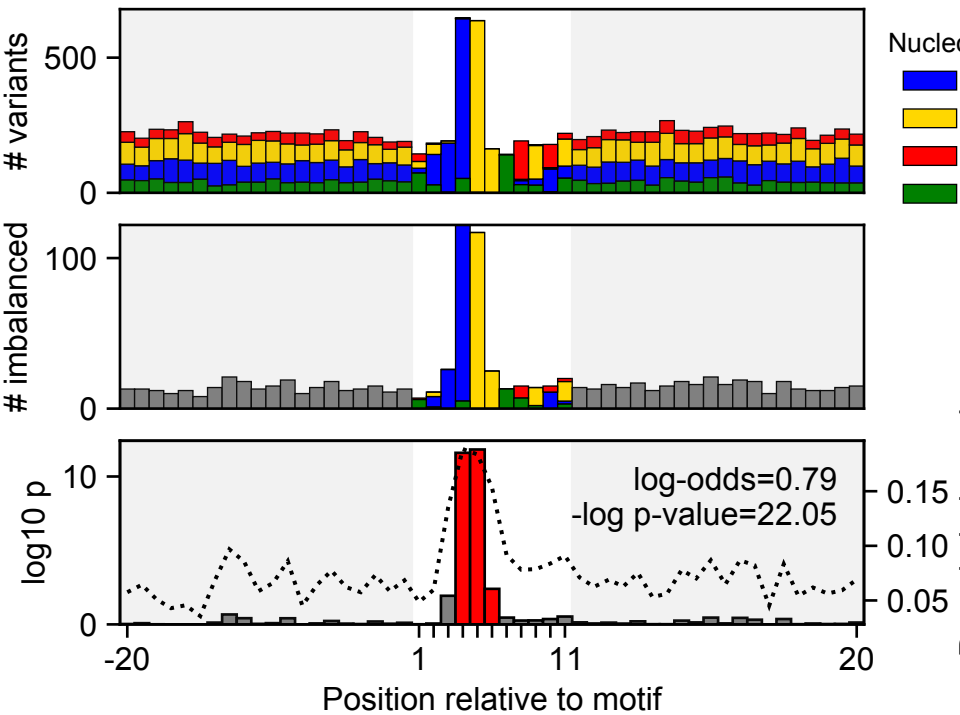 # variants
500
0
Nucleo
# imbalanced
100
0
log10 p
10
0
log-odds=0.79
-log p-value=22.05
0.15
0.10
0.05
-20
1
11
20
Position relative to motif